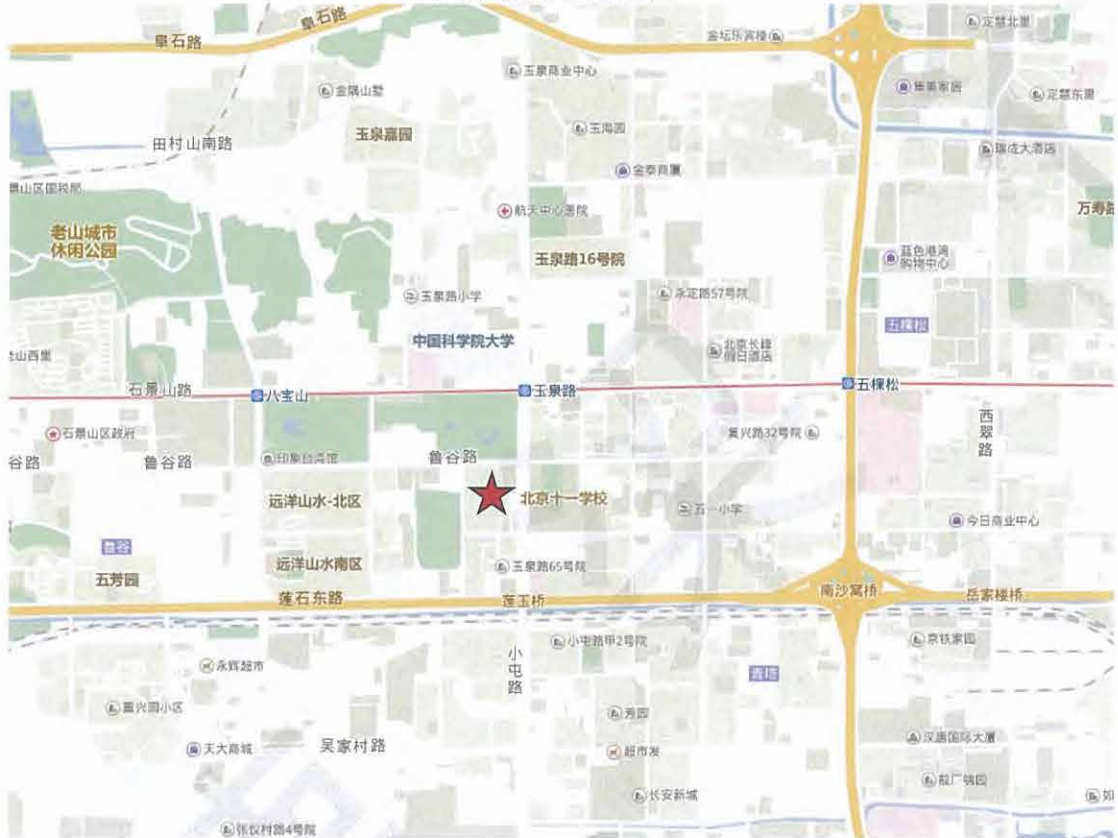 阜石路
阜石路
金坛乐宾楼
定慧北里
玉泉商业中心
集美家居
定慧东里
金隅山墅
玉泉嘉园
玉海园
田村山南路
瑞成大酒店
金泰商厦
景山区国税局
航天中心医院
万寿路
老山城市
休闲公园
玉泉路16号院
蓝色港湾
购物中心
玉泉路小学
永定路57号院
中国科学院大学
五棵松
北京长峰
假日酒店
山西里
石景山路
八宝山
玉泉路
五棵松
石景山区政府
复兴路32号院
西翠路
谷路
鲁谷路
印象台湾馆
鲁谷路
远洋山水-北区
北京十一学校
五一小学
今日商业中心
鲁谷
五芳园
远洋山水南区
玉泉路65号院
莲石东路
莲玉桥
南沙窝桥
岳家楼桥
小屯路甲2号院
京铁家园
永辉超市
小屯路
青塔
重兴园小区
芳园
天大商城
吴家村路
超市发
汉唐国际大厦
靓厂锦园
长安新城
如
张仪村路4号院